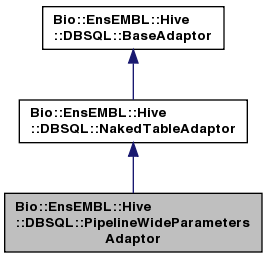 Bio::EnsEMBL::Hive
::DBSQL::BaseAdaptor
Bio::EnsEMBL::Hive
::DBSQL::NakedTableAdaptor
Bio::EnsEMBL::Hive
::DBSQL::PipelineWideParameters
Adaptor